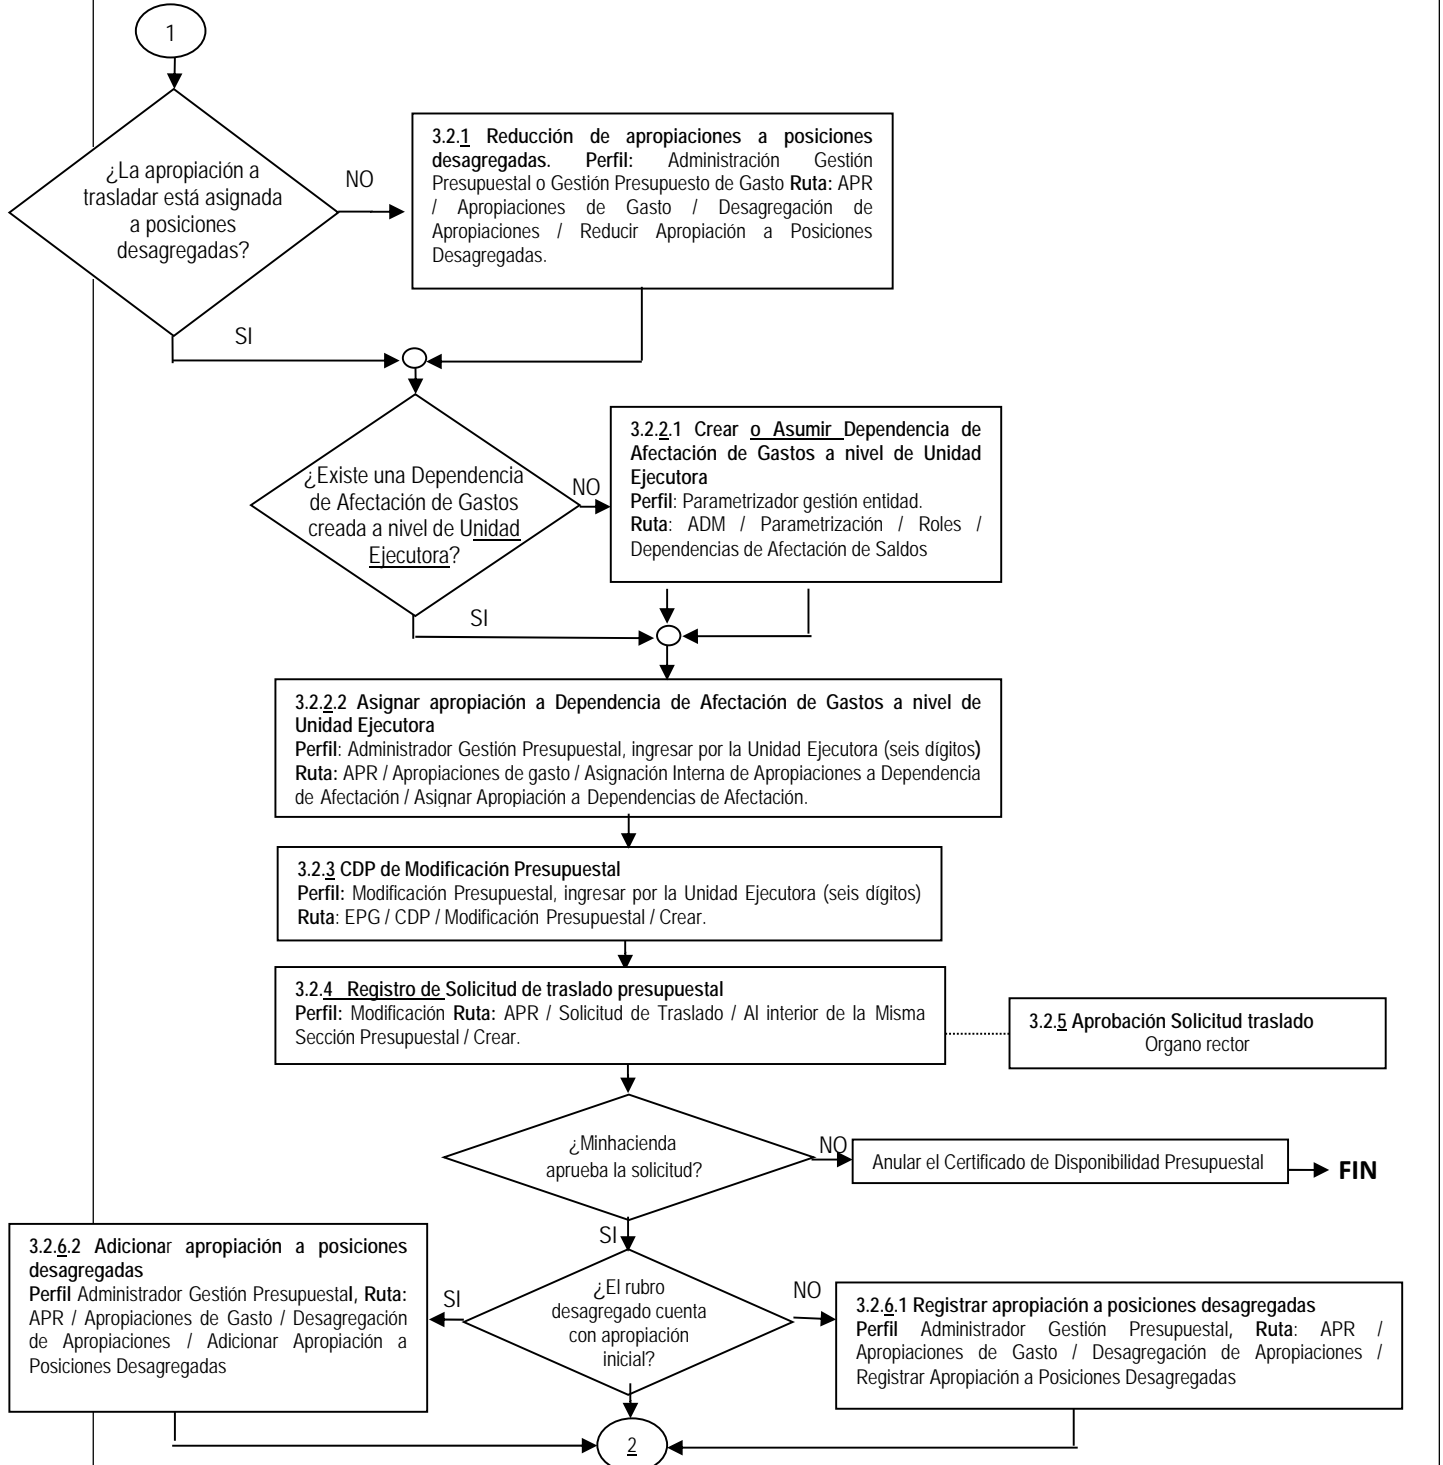 1
¿La apropiación a
trasladar está asignada
a posiciones
desagregadas?
NO
3.2.1 Reducción de apropiaciones a posiciones
desagregadas. Perfil: Administración Gestión
Presupuestal o Gestión Presupuesto de Gasto Ruta: APR
/ Apropiaciones de Gasto / Desagregación de
Apropiaciones / Reducir Apropiación a Posiciones
Desagregadas.
SI
¿Existe una Dependencia
de Afectación de Gastos
creada a nivel de Unidad
Ejecutora?
NO
3.2.2.1 Crear o Asumir Dependencia de
Afectación de Gastos a nivel de Unidad
Ejecutora
Perfil: Parametrizador gestión entidad.
Ruta: ADM / Parametrización / Roles /
Dependencias de Afectación de Saldos
SI
3.2.2.2 Asignar apropiación a Dependencia de Afectación de Gastos a nivel de
Unidad Ejecutora
Perfil: Administrador Gestión Presupuestal, ingresar por la Unidad Ejecutora (seis dígitos)
Ruta: APR / Apropiaciones de gasto / Asignación Interna de Apropiaciones a Dependencia
de Afectación / Asignar Apropiación a Dependencias de Afectación.
3.2.3 CDP de Modificación Presupuestal
Perfil: Modificación Presupuestal, ingresar por la Unidad Ejecutora (seis dígitos)
Ruta: EPG / CDP / Modificación Presupuestal / Crear.
3.2.4 Registro de Solicitud de traslado presupuestal
Perfil: Modificación Ruta: APR / Solicitud de Traslado / Al interior de la Misma
Sección Presupuestal / Crear.
3.2.5 Aprobación Solicitud traslado
Organo rector
¿Minhacienda
aprueba la solicitud?
NO
Anular el Certificado de Disponibilidad Presupuestal
FIN
SI
3.2.6.2 Adicionar apropiación a posiciones
desagregadas
Perfil Administrador Gestión Presupuestal, Ruta:
APR / Apropiaciones de Gasto / Desagregación
de Apropiaciones / Adicionar Apropiación a
Posiciones Desagregadas
SI
¿El rubro
desagregado cuenta
con apropiación
inicial?
NO
3.2.6.1 Registrar apropiación a posiciones desagregadas
Perfil Administrador Gestión Presupuestal, Ruta: APR /
Apropiaciones de Gasto / Desagregación de Apropiaciones /
Registrar Apropiación a Posiciones Desagregadas
2